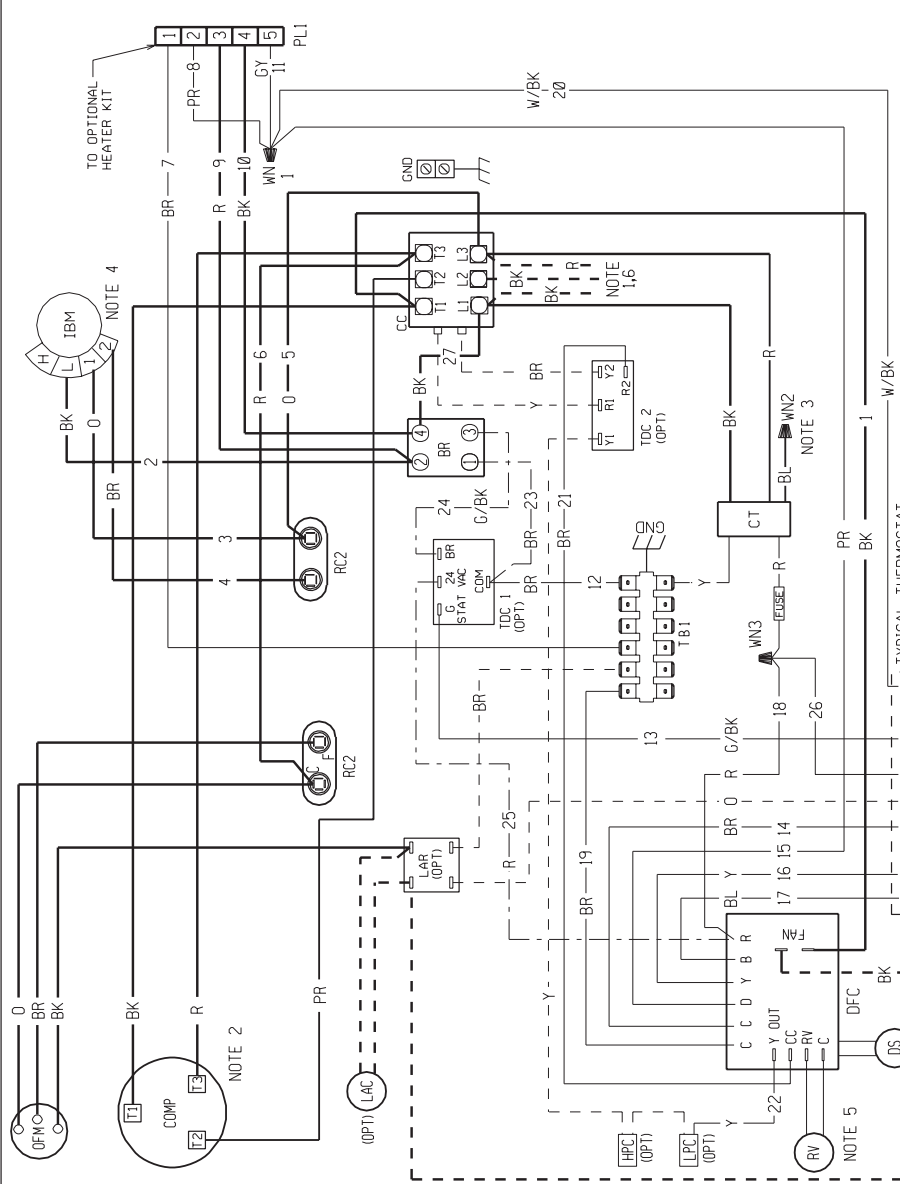 TO OPTIONAL
HEATER KIT
1
2
3
4
5
PL1
PR
8
GY
11
BR
7
R
9
BK
10
WN
1
W/BK
20
GND
IBM
H
L
1
2
NOTE 4
BK
O
BR
2
3
4
R
6
O
5
CC
T1
T2
T3
L1
L2
L3
BK
R
BK
NOTE
1,6
27
BK
BR
Y
4
3
2
1
BR
Y2
R1
R2
Y1
TDC 2
(OPT)
BK
R
BL
WN2
NOTE 3
W/BK
1
24
G/BK
BR
23
BR
21
RC2
BR
24
VAC
G
STAT
COM
TDC 1
(OPT)
BR
12
GND
TB1
Y
CT
R
FUSE
WN3
PR
BK
TYPICAL THERMOSTAT
C
F
RC2
BR
13
G/BK
18
26
R
O
25
R
BR
14
15
Y
16
BL
17
19
BR
LAR
(OPT)
O
BR
BK
BK
R
PR
NOTE 2
OFM
COMP
T1
T2
T3
LAC
(OPT)
Y
R
B
Y
D
C
C
FAN
Y OUT
CC
RV
C
DFC
BK
DS
HPC
(OPT)
LPC
(OPT)
Y
22
RV
NOTE 5